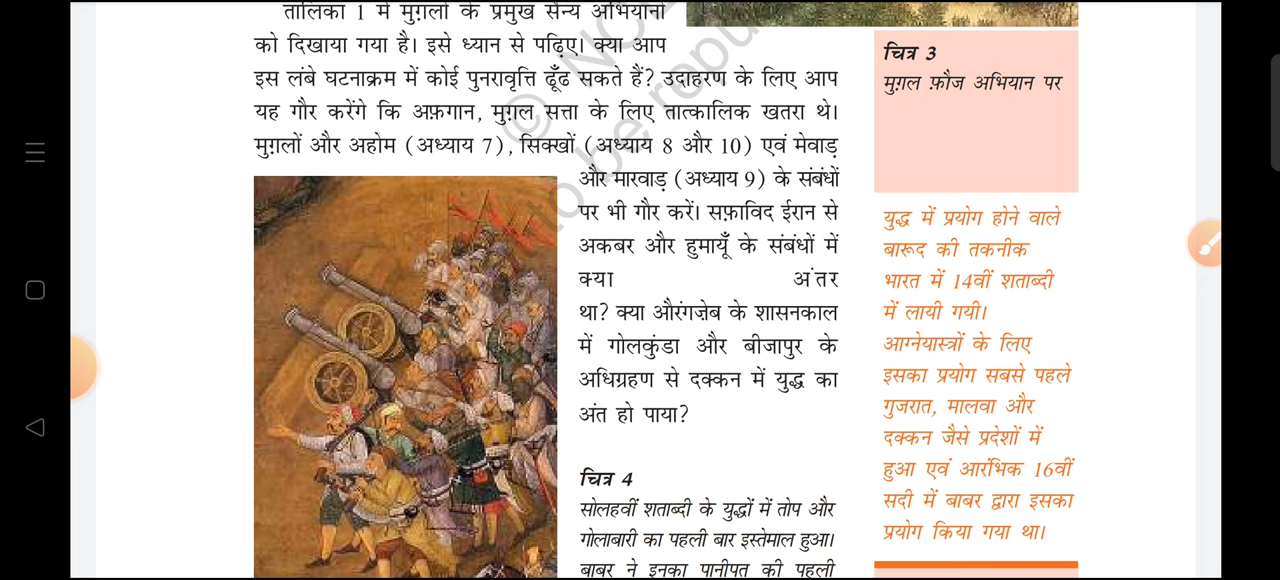 तालिका 1 में मुग़लों के प्रमुख सैन्य अभियानों
को दिखाया गया है। इसे ध्यान से पढ़िए। क्या आप
इस लंबे घटनाक्रम में कोई पुनरावृत्ति ढूँढ सकते हैं? उदाहरण के लिए आप
यह गौर करेंगे कि अफ़गान, मुग़ल सत्ता के लिए तात्कालिक खतरा थे।
मुग़लों और अहोम (अध्याय 7), सिक्खों (अध्याय 8 और 10) एवं मेवाड़
और मारवाड़ (अध्याय 9) के संबंधों
पर भी गौर करें। सफ़ाविद ईरान से
अकबर और हुमायूँ के संबंधों में
क्या अंतर
था? क्या औरंगज़ेब के शासनकाल
में गोलकुंडा और बीजापुर के
अधिग्रहण से दक्कन में युद्ध का
अंत हो पाया?
चित्र 4
सोलहवीं शताब्दी के युद्धों में तोप और
गोलाबारी का पहली बार इस्तेमाल हुआ।
बाबर ने इनका पानीपत की पहली
चित्र 3
मुग़ल फ़ौज अभियान पर
युद्ध में प्रयोग होने वाले
बारूद की तकनीक
भारत में 14वीं शताब्दी
में लायी गयी।
आग्नेयास्त्रों के लिए
इसका प्रयोग सबसे पहले
गुजरात, मालवा और
दक्कन जैसे प्रदेशों में
हुआ एवं आरंभिक 16वीं
सदी में बाबर द्वारा इसका
प्रयोग किया गया था।
©
to be repu